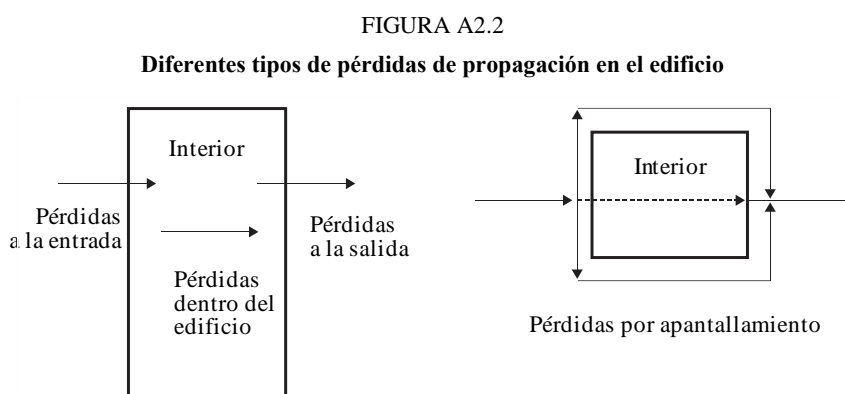 FIGURA A2.2
Diferentes tipos de pérdidas de propagación en el edificio
Interior
Pérdidas
a la entrada
Pérdidas
dentro del
edificio
Pérdidas
a la salida
Interior
Pérdidas por apantallamiento